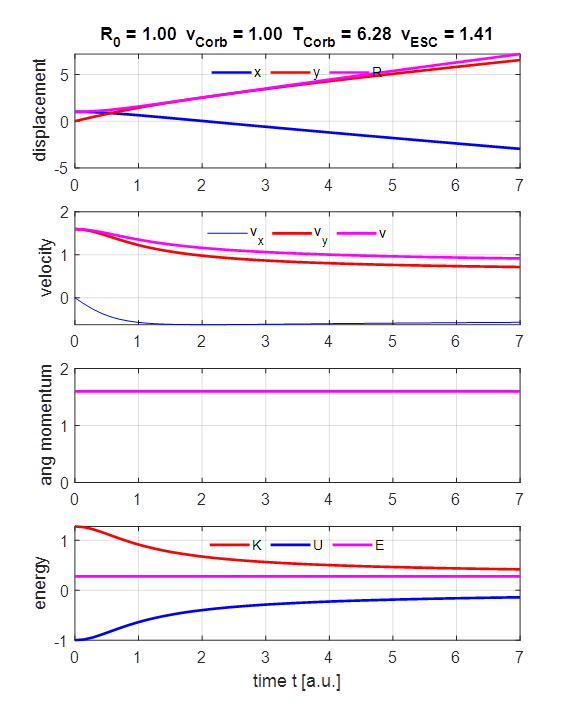 R0 = 1.00 vCorb = 1.00 TCorb = 6.28 vESC = 1.41
displacement
5
0
-5
x y R
0 1 2 3 4 5 6 7
velocity
2
1
0
vx vy v
0 1 2 3 4 5 6 7
ang momentum
2
1
0
0 1 2 3 4 5 6 7
energy
1
0
-1
K U E
0 1 2 3 4 5 6 7
time t [a.u.]